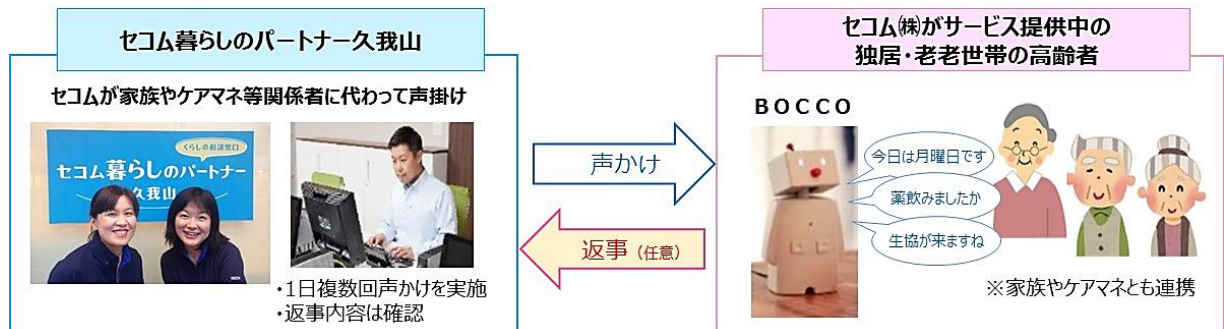 セコム暮らしのパートナー久我山
セコムが家族やケアマネ等関係者に代わって声掛け
くらしの相談窓口
セコム暮らしのパートナー
久我山
・1日複数回声かけを実施
・返事内容は確認
声かけ
返事（任意）
セコム㈱がサービス提供中の
独居・老老世帯の高齢者
BOCCO
今日は月曜日です
薬飲みましたか
生協が来ますね
※家族やケアマネとも連携